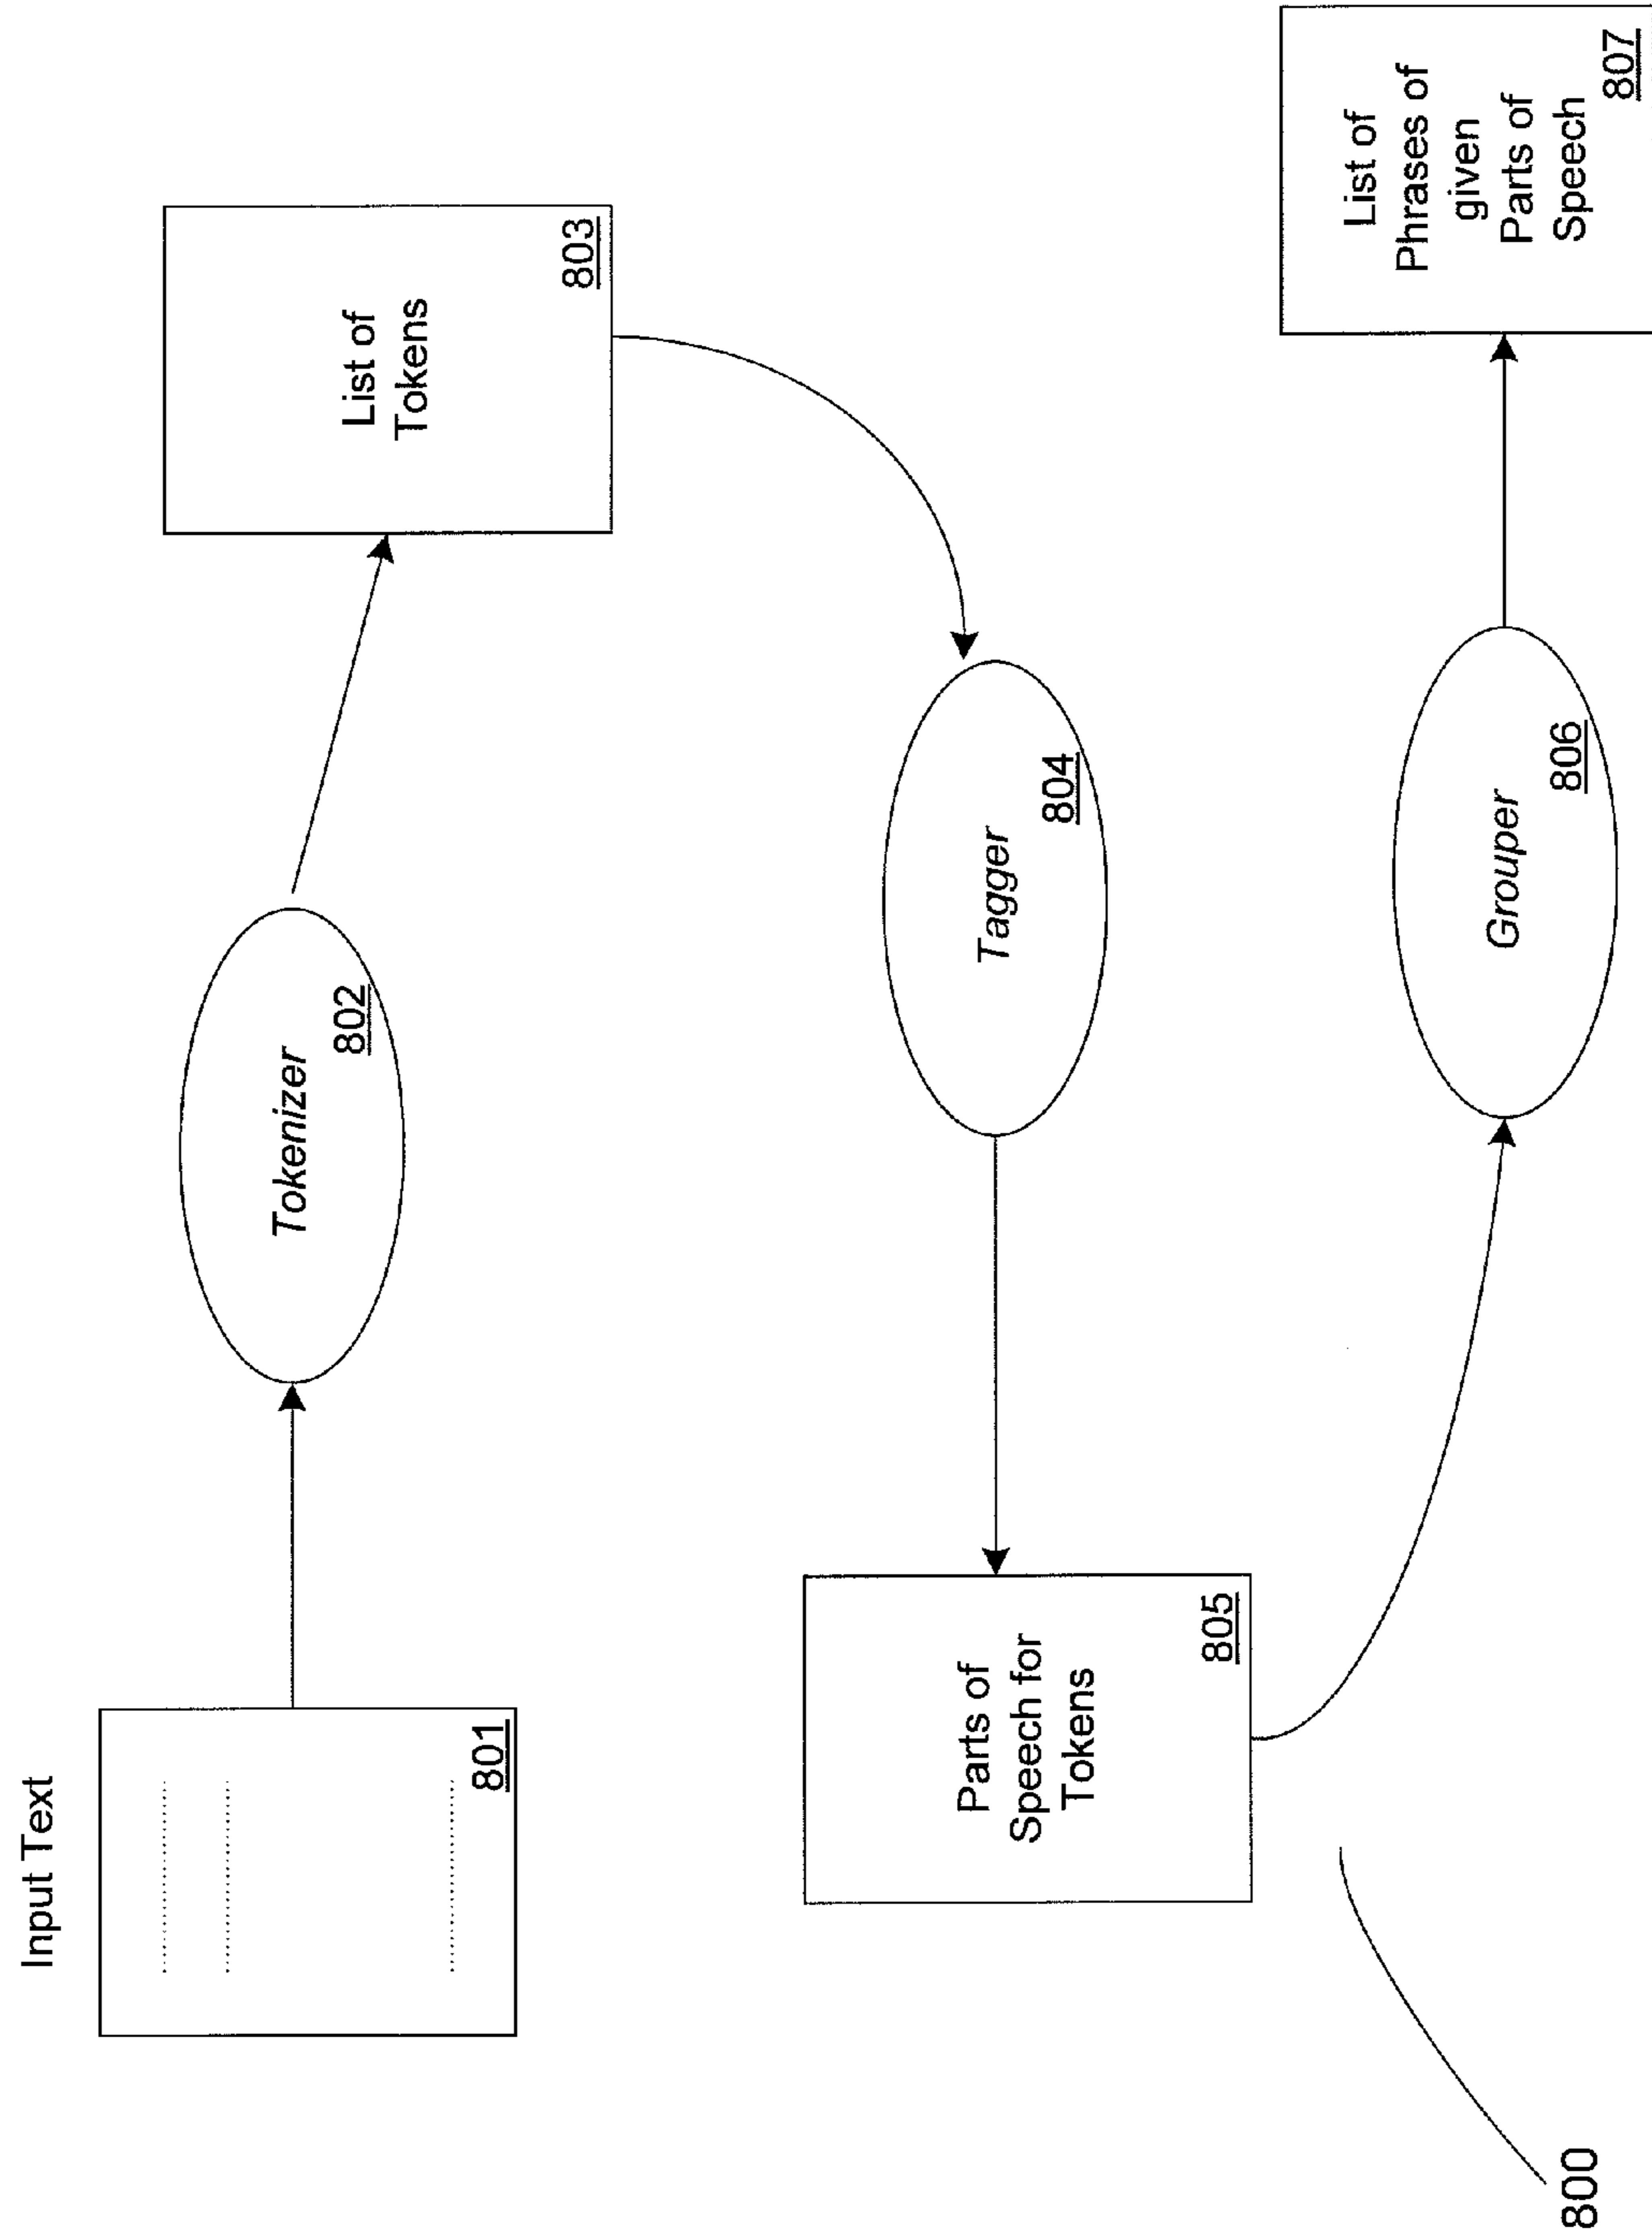 Input Text
801
Tokenizer
802
List of
Tokens
803
Tagger
804
Parts of
Speech for
Tokens
805
Grouper
806
List of
Phrases of
given
Parts of
Speech
807
800